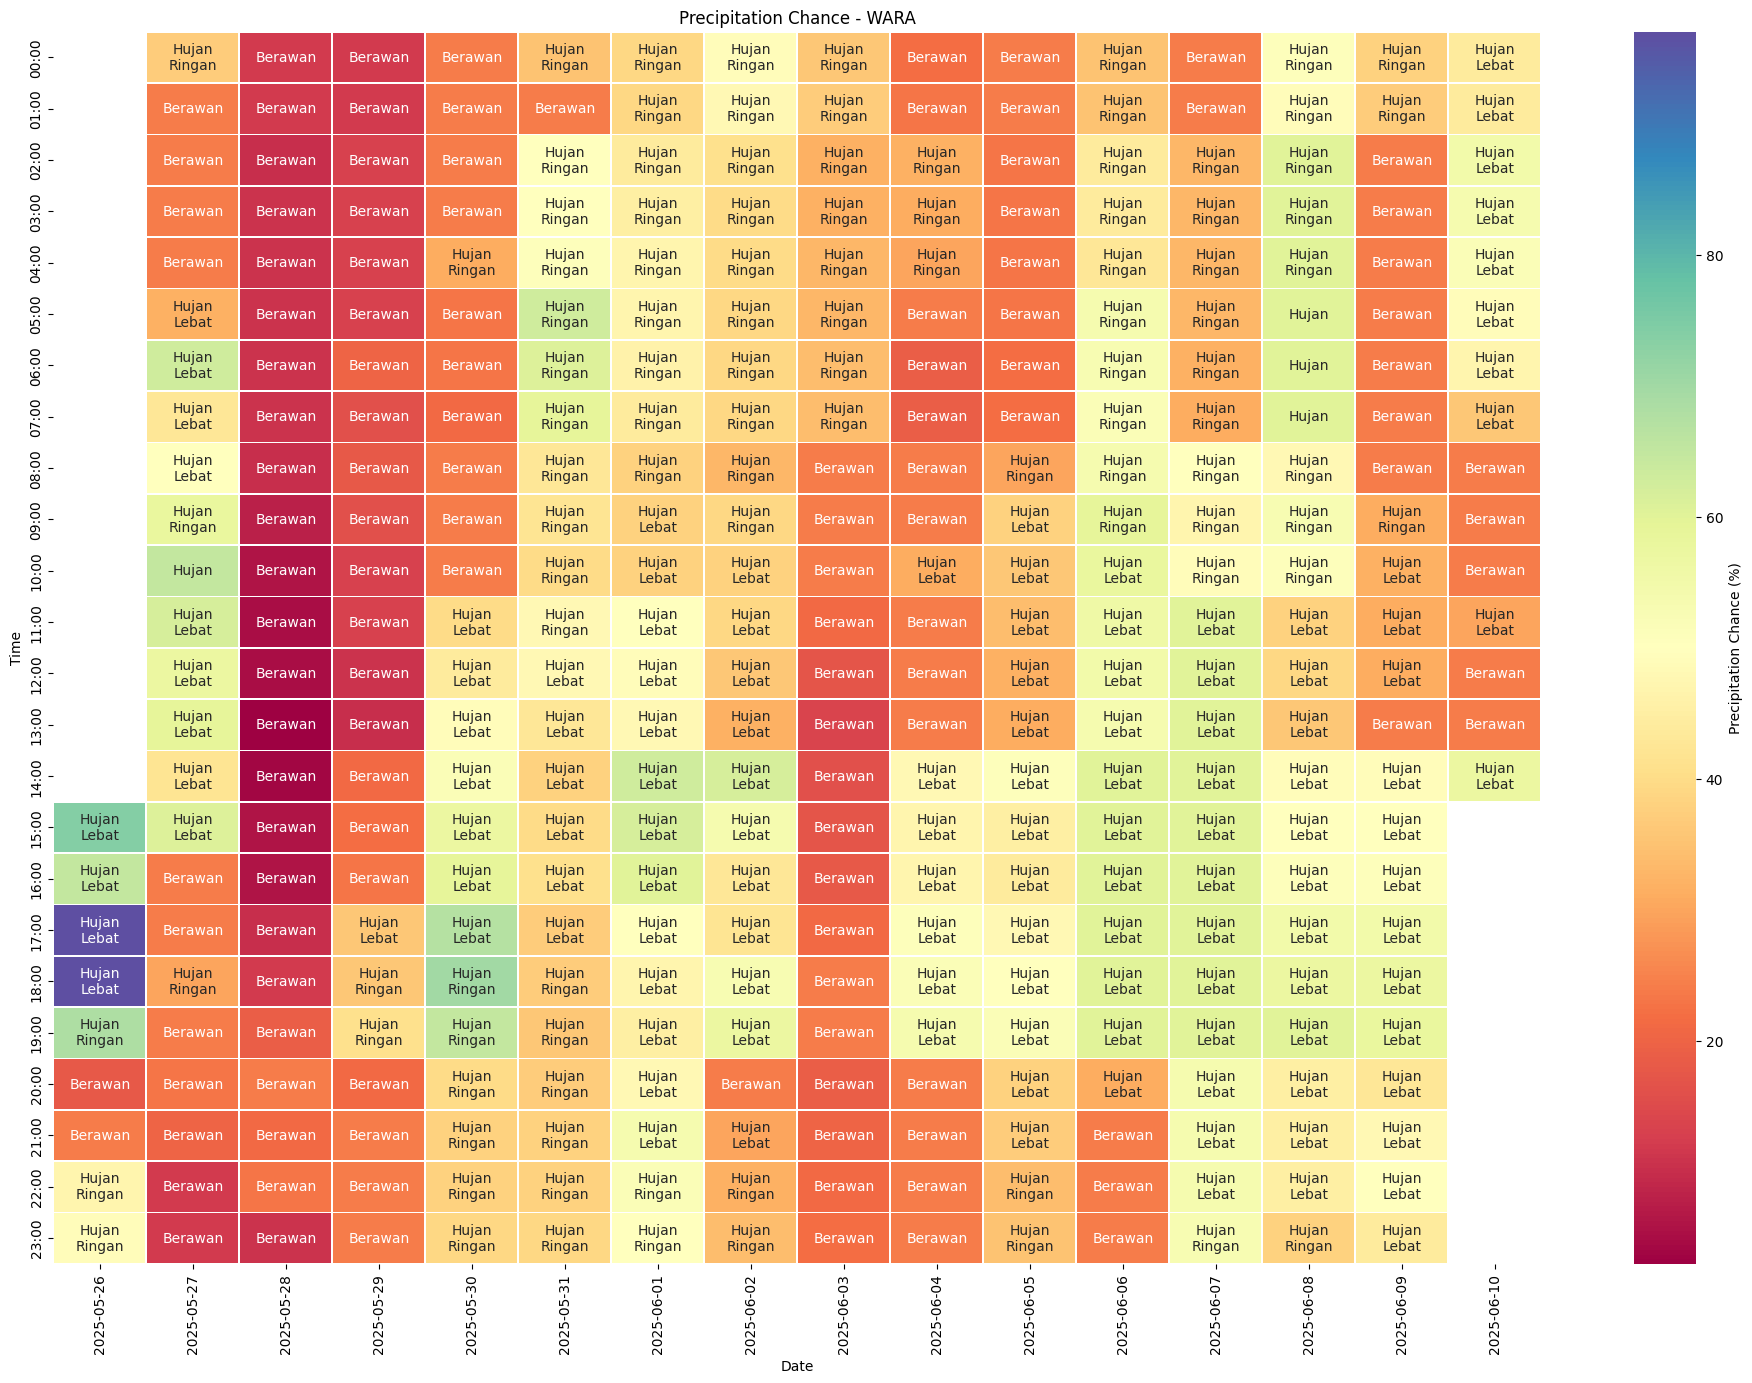 Precipitation Chance - WARA
Time
00:00 Hujan Ringan Berawan Berawan Berawan Hujan Ringan Hujan Ringan Hujan Ringan Hujan Ringan Berawan Berawan Hujan Ringan Berawan Hujan Ringan Hujan Ringan Hujan Lebat
01:00 Berawan Berawan Berawan Berawan Berawan Hujan Ringan Hujan Ringan Hujan Ringan Berawan Berawan Hujan Ringan Berawan Hujan Ringan Hujan Ringan Hujan Lebat
02:00 Berawan Berawan Berawan Berawan Hujan Ringan Hujan Ringan Hujan Ringan Hujan Ringan Hujan Ringan Berawan Hujan Ringan Hujan Ringan Hujan Ringan Berawan Hujan Lebat
03:00 Berawan Berawan Berawan Berawan Hujan Ringan Hujan Ringan Hujan Ringan Hujan Ringan Hujan Ringan Berawan Hujan Ringan Hujan Ringan Hujan Ringan Berawan Hujan Lebat
04:00 Berawan Berawan Berawan Hujan Ringan Hujan Ringan Hujan Ringan Hujan Ringan Hujan Ringan Hujan Ringan Berawan Hujan Ringan Hujan Ringan Hujan Ringan Berawan Hujan Lebat
05:00 Hujan Lebat Berawan Berawan Berawan Hujan Ringan Hujan Ringan Hujan Ringan Hujan Ringan Berawan Berawan Hujan Ringan Hujan Ringan Hujan Berawan Hujan Lebat
06:00 Hujan Lebat Berawan Berawan Berawan Hujan Ringan Hujan Ringan Hujan Ringan Hujan Ringan Berawan Berawan Hujan Ringan Hujan Ringan Hujan Berawan Hujan Lebat
07:00 Hujan Lebat Berawan Berawan Berawan Hujan Ringan Hujan Ringan Hujan Ringan Hujan Ringan Berawan Berawan Hujan Ringan Hujan Ringan Hujan Berawan Hujan Lebat
08:00 Hujan Lebat Berawan Berawan Berawan Hujan Ringan Hujan Ringan Hujan Ringan Berawan Berawan Hujan Ringan Hujan Ringan Hujan Ringan Hujan Ringan Berawan Berawan
09:00 Hujan Ringan Berawan Berawan Berawan Hujan Ringan Hujan Lebat Hujan Ringan Berawan Berawan Hujan Lebat Hujan Ringan Hujan Ringan Hujan Ringan Hujan Ringan Berawan
10:00 Hujan Berawan Berawan Berawan Hujan Ringan Hujan Lebat Hujan Lebat Berawan Hujan Lebat Hujan Lebat Hujan Lebat Hujan Ringan Hujan Ringan Hujan Lebat Berawan
11:00 Hujan Lebat Berawan Berawan Hujan Lebat Hujan Ringan Hujan Lebat Hujan Lebat Berawan Berawan Hujan Lebat Hujan Lebat Hujan Lebat Hujan Lebat Hujan Lebat Hujan Lebat
12:00 Hujan Lebat Berawan Berawan Hujan Lebat Hujan Lebat Hujan Lebat Hujan Lebat Berawan Berawan Hujan Lebat Hujan Lebat Hujan Lebat Hujan Lebat Hujan Lebat Berawan
13:00 Hujan Lebat Berawan Berawan Hujan Lebat Hujan Lebat Hujan Lebat Hujan Lebat Berawan Berawan Hujan Lebat Hujan Lebat Hujan Lebat Hujan Lebat Berawan Berawan
14:00 Hujan Lebat Berawan Berawan Hujan Lebat Hujan Lebat Hujan Lebat Hujan Lebat Berawan Hujan Lebat Hujan Lebat Hujan Lebat Hujan Lebat Hujan Lebat Hujan Lebat Hujan Lebat
15:00 Hujan Lebat Hujan Lebat Berawan Berawan Hujan Lebat Hujan Lebat Hujan Lebat Hujan Lebat Berawan Hujan Lebat Hujan Lebat Hujan Lebat Hujan Lebat Hujan Lebat Hujan Lebat
16:00 Hujan Lebat Berawan Berawan Berawan Hujan Lebat Hujan Lebat Hujan Lebat Hujan Lebat Berawan Hujan Lebat Hujan Lebat Hujan Lebat Hujan Lebat Hujan Lebat Hujan Lebat
17:00 Hujan Lebat Berawan Berawan Hujan Lebat Hujan Lebat Hujan Lebat Hujan Lebat Hujan Lebat Berawan Hujan Lebat Hujan Lebat Hujan Lebat Hujan Lebat Hujan Lebat Hujan Lebat
18:00 Hujan Lebat Hujan Ringan Berawan Hujan Ringan Hujan Ringan Hujan Ringan Hujan Lebat Hujan Lebat Berawan Hujan Lebat Hujan Lebat Hujan Lebat Hujan Lebat Hujan Lebat Hujan Lebat
19:00 Hujan Ringan Berawan Berawan Hujan Ringan Hujan Ringan Hujan Ringan Hujan Lebat Hujan Lebat Berawan Hujan Lebat Hujan Lebat Hujan Lebat Hujan Lebat Hujan Lebat Hujan Lebat
20:00 Berawan Berawan Berawan Berawan Hujan Ringan Hujan Ringan Hujan Lebat Berawan Berawan Berawan Hujan Lebat Hujan Lebat Hujan Lebat Hujan Lebat Hujan Lebat
21:00 Berawan Berawan Berawan Berawan Hujan Ringan Hujan Ringan Hujan Lebat Hujan Lebat Berawan Berawan Hujan Lebat Berawan Hujan Lebat Hujan Lebat Hujan Lebat
22:00 Hujan Ringan Berawan Berawan Berawan Hujan Ringan Hujan Ringan Hujan Ringan Hujan Ringan Berawan Berawan Hujan Ringan Berawan Hujan Lebat Hujan Lebat Hujan Lebat
23:00 Hujan Ringan Berawan Berawan Berawan Hujan Ringan Hujan Ringan Hujan Ringan Hujan Ringan Berawan Berawan Hujan Ringan Berawan Hujan Ringan Hujan Ringan Hujan Lebat
2025-05-26 2025-05-27 2025-05-28 2025-05-29 2025-05-30 2025-05-31 2025-06-01 2025-06-02 2025-06-03 2025-06-04 2025-06-05 2025-06-06 2025-06-07 2025-06-08 2025-06-09 2025-06-10
Date
80
60
40
20
Precipitation Chance (%)